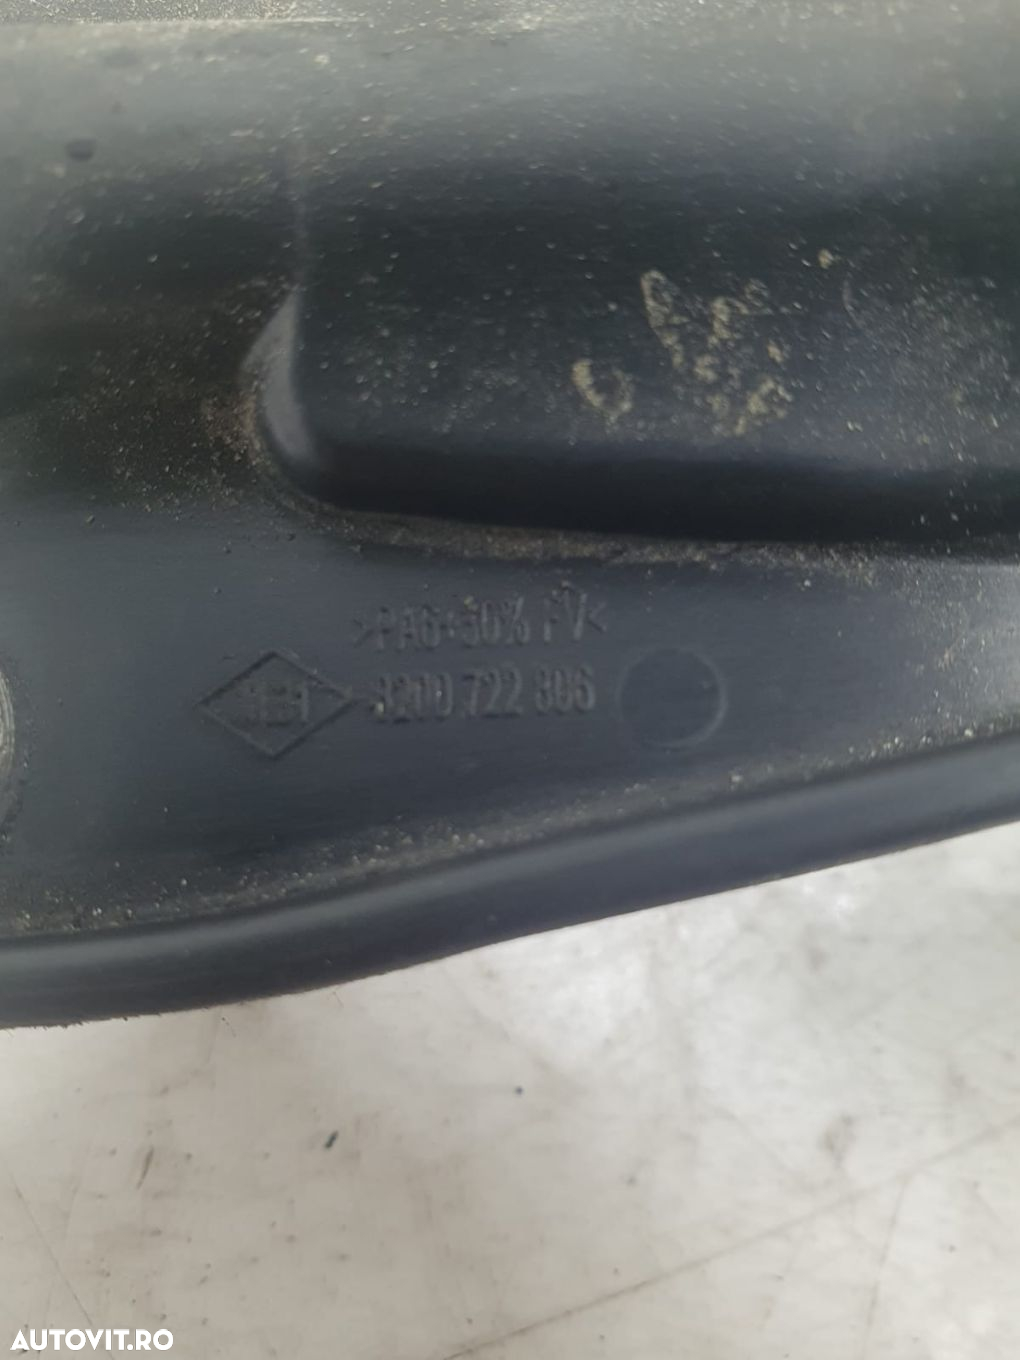 >PA6+50% FV<
8200 722 806
AUTOVIT.RO